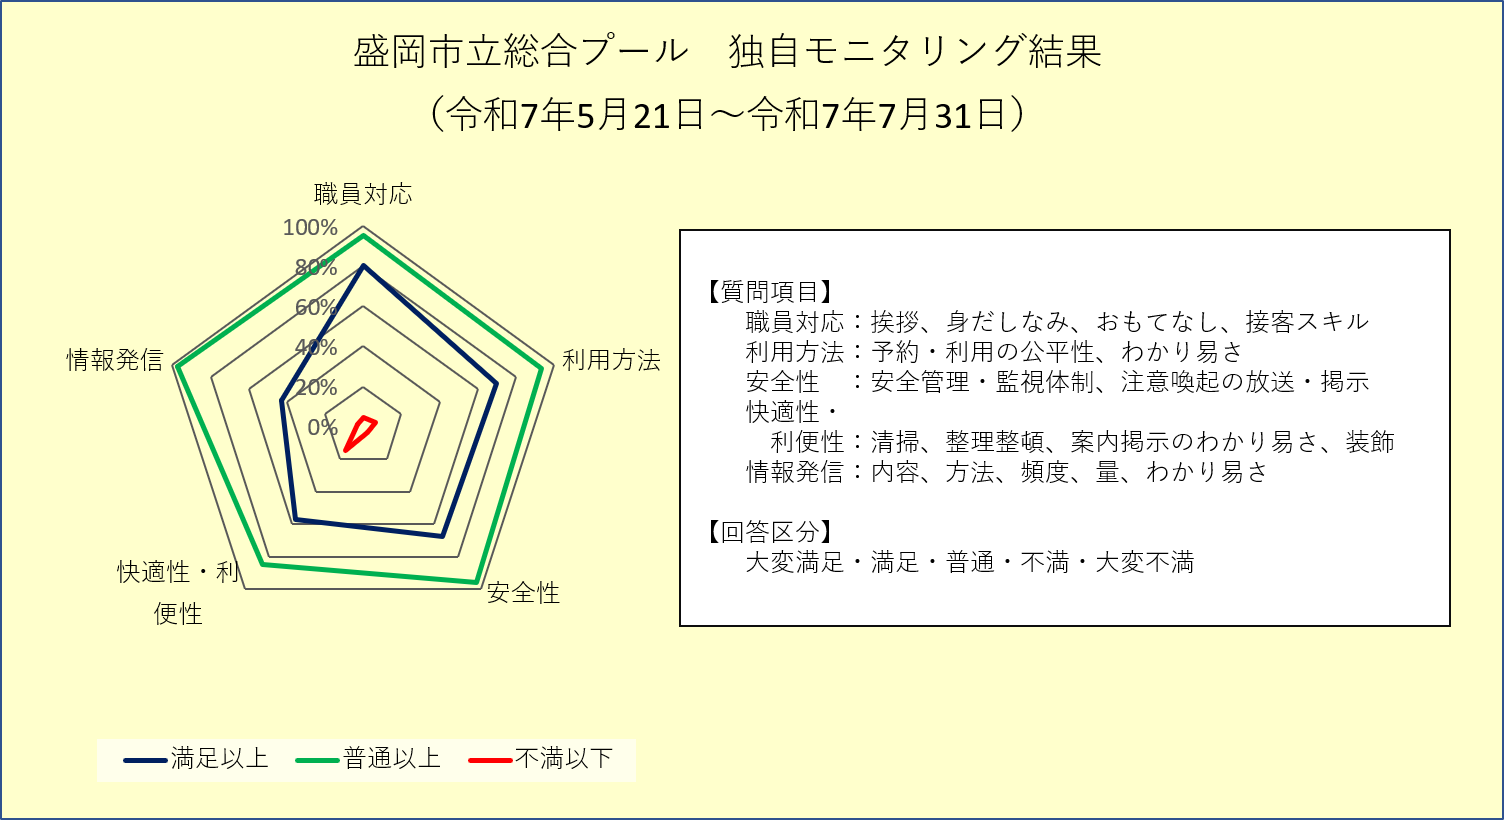 盛岡市立総合プール　独自モニタリング結果
（令和7年5月21日～令和7年7月31日）
職員対応
100%
80%
60%
40%
20%
0%
情報発信
利用方法
快適性・利
便性
安全性
満足以上
普通以上
不満以下
【質問項目】
職員対応：挨拶、身だしなみ、おもてなし、接客スキル
利用方法：予約・利用の公平性、わかり易さ
安全性　：安全管理・監視体制、注意喚起の放送・掲示
快適性・
利便性：清掃、整理整頓、案内掲示のわかり易さ、装飾
情報発信：内容、方法、頻度、量、わかり易さ
【回答区分】
大変満足・満足・普通・不満・大変不満